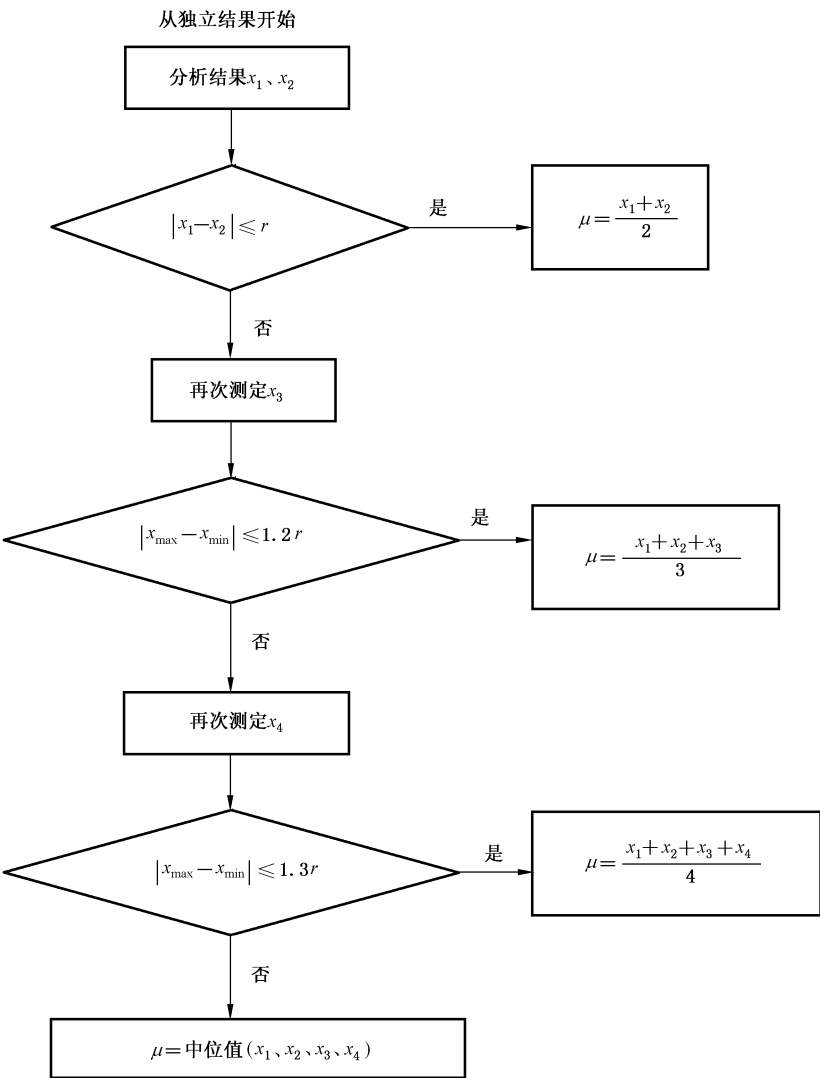 从独立结果开始
分析结果x₁、x₂
|x₁-x₂|≤r
是
μ=(x₁+x₂)/2
否
再次测定x₃
|xmax-xmin|≤1.2r
是
μ=(x₁+x₂+x₃)/3
否
再次测定x₄
|xmax-xmin|≤1.3r
是
μ=(x₁+x₂+x₃+x₄)/4
否
μ=中位值(x₁、x₂、x₃、x₄)